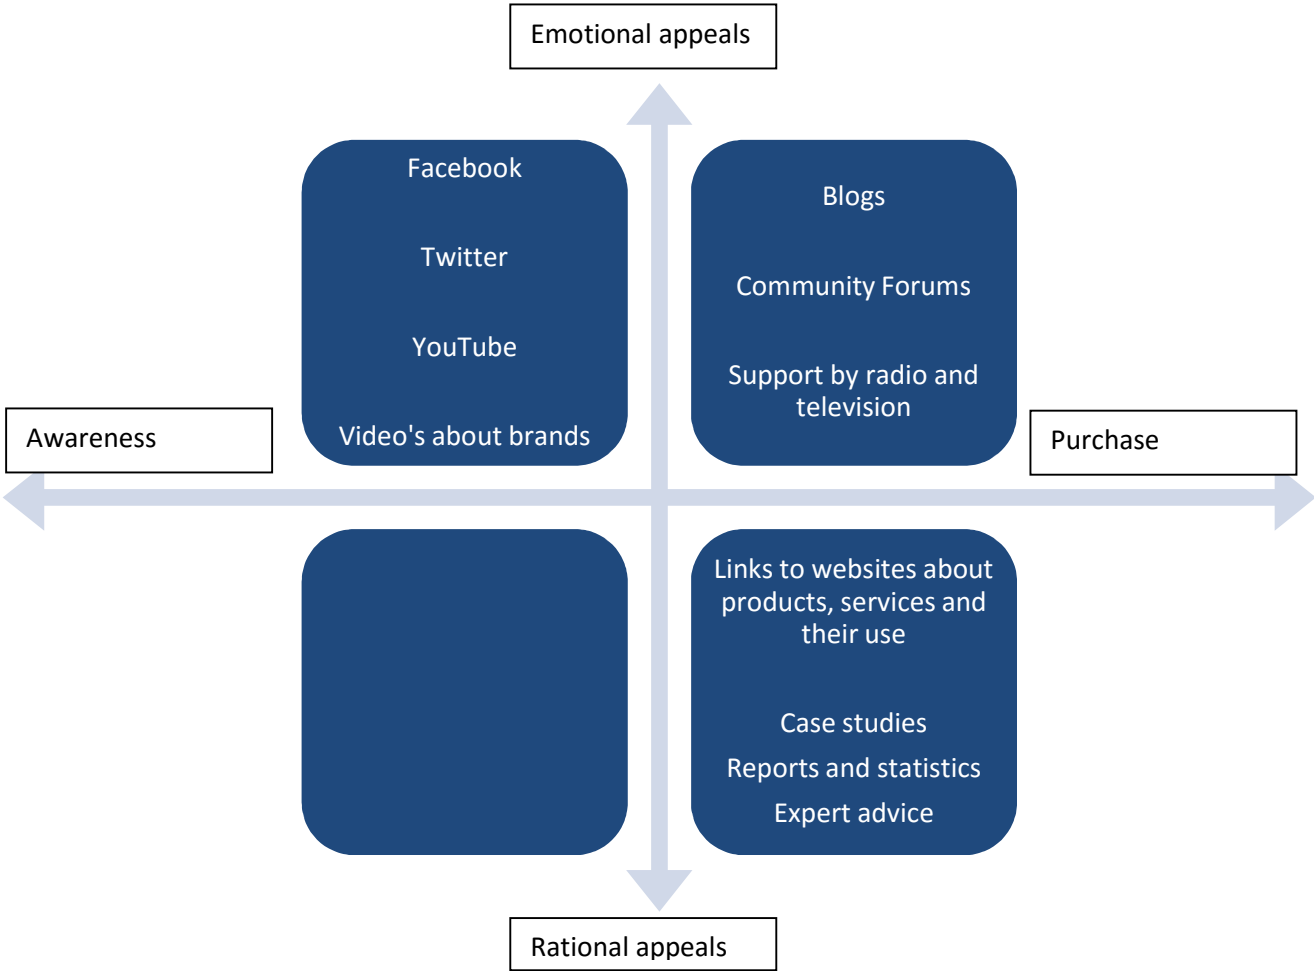 Emotional appeals
Facebook
Twitter
YouTube
Video's about brands
Blogs
Community Forums
Support by radio and
television
Awareness
Purchase
Links to websites about
products, services and
their use
Case studies
Reports and statistics
Expert advice
Rational appeals